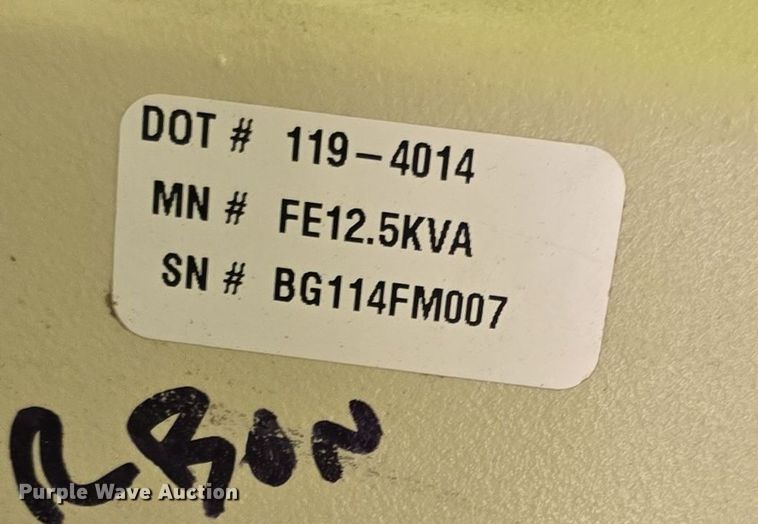 DOT # 119-4014
MN # FE12.5KVA
SN # BG114FM007
Purple Wave Auction